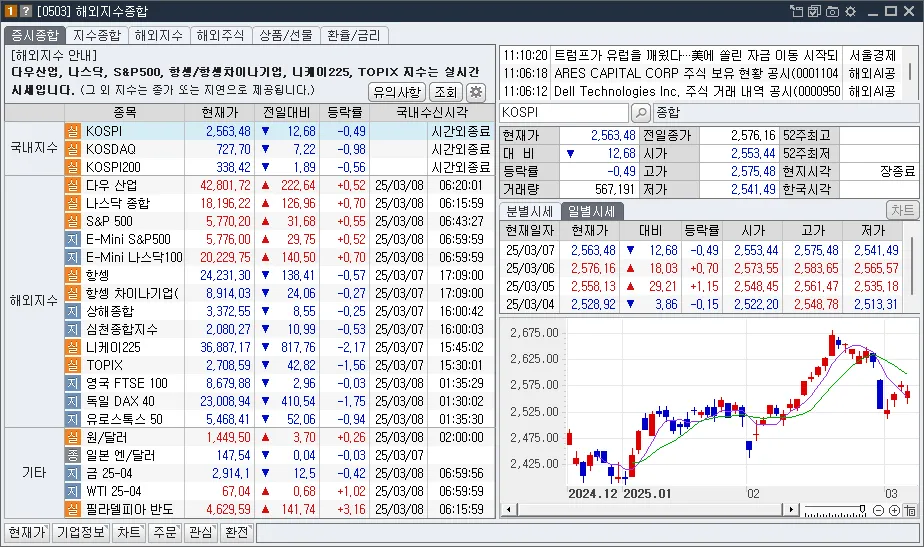 1 ? [0503] 해외지수종합
증시종합 지수종합 해외지수 해외주식 상품/선물 환율/금리
[해외지수 안내]
다우산업, 나스닥, S&P500, 항셍/항셍차이나기업, 니케이225, TOPIX 지수는 실시간
시세입니다. (그 외 지수는 종가 또는 지연으로 제공됩니다.) 유의사항 조회
종목 현재가 전일대비 등락률 국내수신시각
국내지수
실 KOSPI 2,563,48 ▼ 12,68 -0,49 시간외종료
실 KOSDAQ 727,70 ▼ 7,22 -0,98 시간외종료
실 KOSPI200 338,42 ▼ 1,89 -0,56 시간외종료
해외지수
실 다우 산업 42,801,72 ▲ 222,64 +0,52 25/03/08 06:20:01
실 나스닥 종합 18,196,22 ▲ 126,96 +0,70 25/03/08 06:15:59
실 S&P 500 5,770,20 ▲ 31,68 +0,55 25/03/08 06:43:27
지 E-Mini S&P500 5,776,00 ▲ 29,75 +0,52 25/03/08 06:59:59
지 E-Mini 나스닥100 20,229,75 ▲ 140,50 +0,70 25/03/08 06:59:59
실 항셍 24,231,30 ▼ 138,41 -0,57 25/03/07 17:09:00
실 항셍 차이나기업( 8,914,03 ▼ 24,06 -0,27 25/03/07 17:09:00
지 상해종합 3,372,55 ▼ 8,55 -0,25 25/03/07 16:00:42
지 심천종합지수 2,080,27 ▼ 10,99 -0,53 25/03/07 16:00:03
실 니케이225 36,887,17 ▼ 817,76 -2,17 25/03/07 15:45:02
실 TOPIX 2,708,59 ▼ 42,82 -1,56 25/03/07 15:30:01
지 영국 FTSE 100 8,679,88 ▼ 2,96 -0,03 25/03/08 01:35:29
지 독일 DAX 40 23,008,94 ▼ 410,54 -1,75 25/03/08 01:30:02
지 유로스톡스 50 5,468,41 ▼ 52,06 -0,94 25/03/08 01:35:30
기타
실 원/달러 1,449,50 ▲ 3,70 +0,26 25/03/08 02:00:00
종 일본 엔/달러 147,54 ▼ 0,04 -0,03 25/03/07
지 금 25-04 2,914,1 ▼ 12,5 -0,42 25/03/08 06:59:56
지 WTI 25-04 67,04 ▲ 0,68 +1,02 25/03/08 06:59:59
실 필라델피아 반도 4,629,59 ▲ 141,74 +3,16 25/03/08 06:15:59
11:10:20 트럼프가 유럽을 깨웠다…美에 쏠린 자금 이동 시작되 서울경제
11:06:18 ARES CAPITAL CORP 주식 보유 현황 공시(0001104 해외AI공
11:06:12 Dell Technologies Inc, 주식 거래 내역 공시(0000950 해외AI공
KOSPI 종합
현재가 2,563,48 전일종가 2,576,16 52주최고
대 비 ▼ 12,68 시가 2,553,44 52주최저
등락률 -0,49 고가 2,575,48 현지시각 장종료
거래량 567,191 저가 2,541,49 한국시각
분별시세 일별시세 차트
현재일자 현재가 대비 등락률 시가 고가 저가
25/03/07 2,563,48 ▼ 12,68 -0,49 2,553,44 2,575,48 2,541,49
25/03/06 2,576,16 ▲ 18,03 +0,70 2,573,55 2,583,65 2,565,57
25/03/05 2,558,13 ▲ 29,21 +1,15 2,548,45 2,561,47 2,535,18
25/03/04 2,528,92 ▼ 3,86 -0,15 2,522,20 2,548,78 2,513,31
2,675.00
2,625.00
2,575.00
2,525.00
2,475.00
2,425.00
2024.12 2025.01 02 03
현재가 기업정보 차트 주문 관심 환전